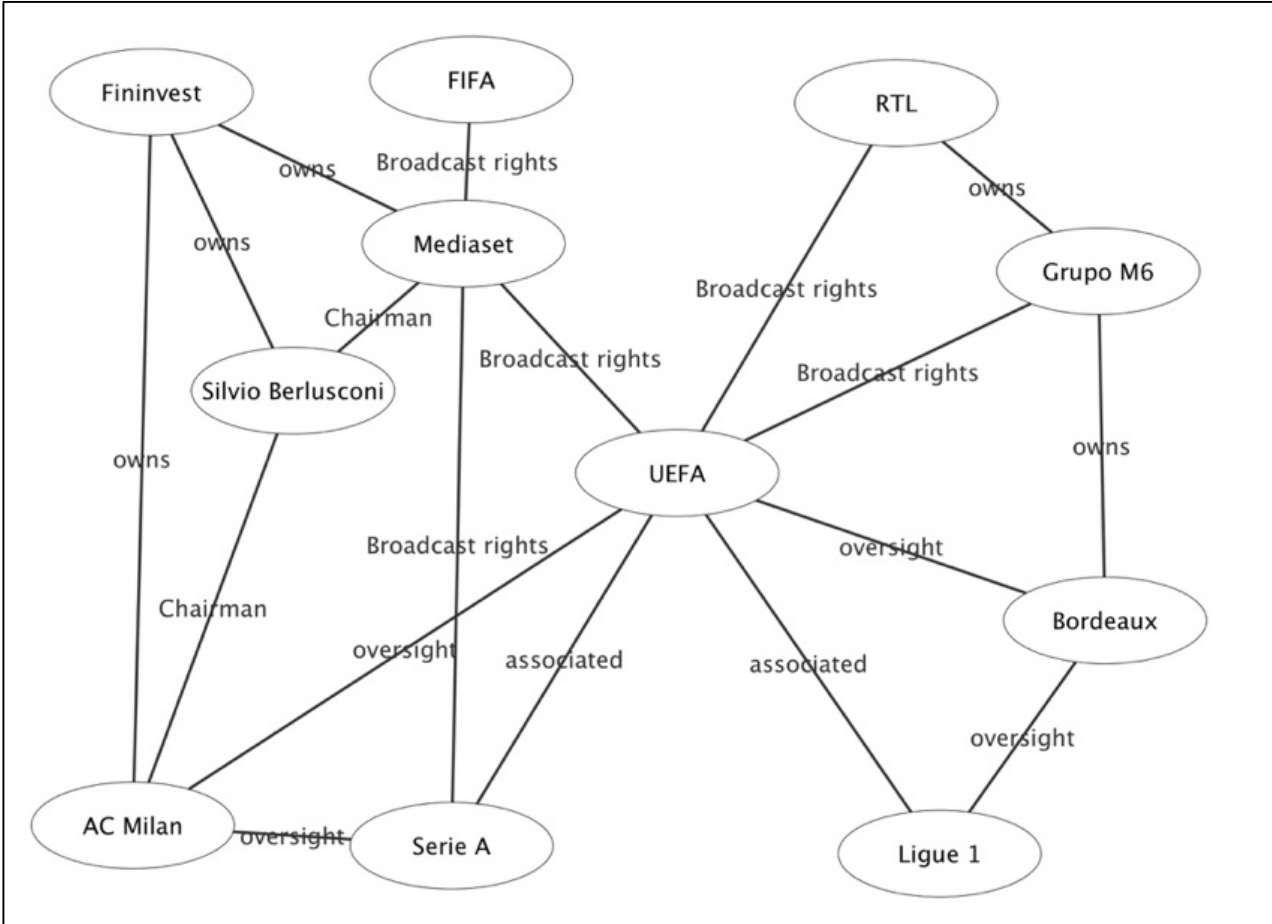 Fininvest
FIFA
RTL
owns
Broadcast rights
owns
Mediaset
Grupo M6
owns
Chairman
Broadcast rights
Broadcast rights
Broadcast rights
Silvio Berlusconi
owns
UEFA
owns
Broadcast rights
oversight
Chairman
oversight
associated
associated
Bordeaux
oversight
AC Milan
oversight
Serie A
Ligue 1